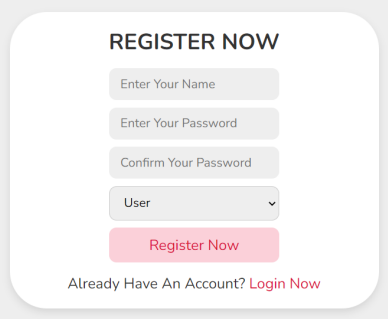 REGISTER NOW
Enter Your Name
Enter Your Password
Confirm Your Password
User
Register Now
Already Have An Account? Login Now